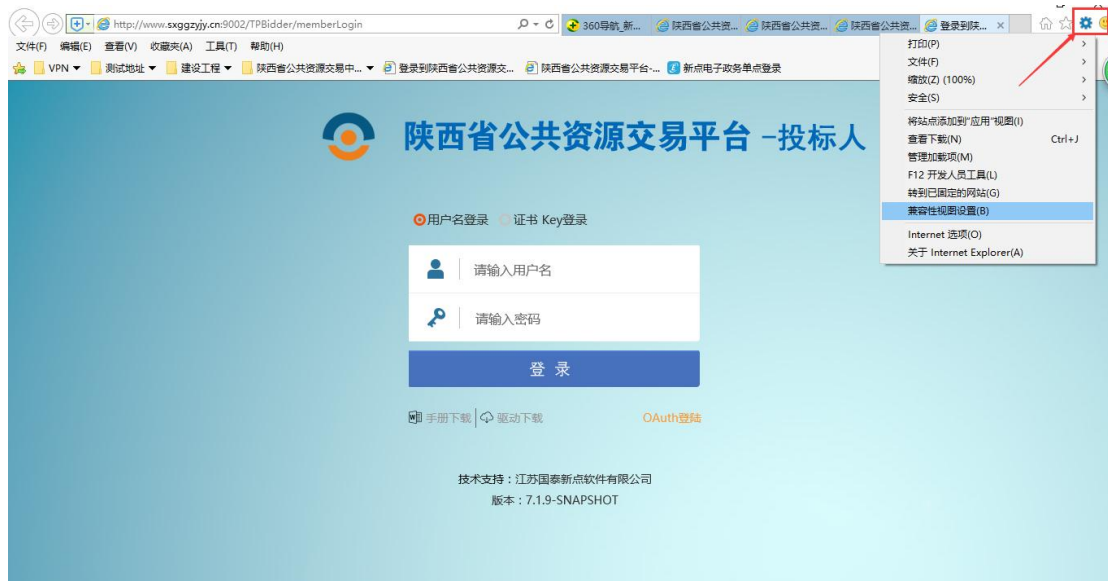 http://www.sxggzyjy.cn:9002/TPBidder/memberLogin
360导航_新...
陕西省公共资...
陕西省公共资...
陕西省公共资...
登录到陕...
文件(F) 编辑(E) 查看(V) 收藏夹(A) 工具(T) 帮助(H)
VPN 测试地址 建设工程 陕西省公共资源交易中... 登录到陕西省公共资源交... 陕西省公共资源交易平台-... 新点电子政务单点登录
打印(P)
文件(F)
缩放(Z) (100%)
安全(S)
将站点添加到“应用”视图(I)
查看下载(N) Ctrl+J
管理加载项(M)
F12 开发人员工具(L)
转到已固定的网站(G)
兼容性视图设置(B)
Internet 选项(O)
关于 Internet Explorer(A)
陕西省公共资源交易平台 -投标人
用户名登录 证书 Key登录
请输入用户名
请输入密码
登 录
手册下载 驱动下载 OAuth登陆
技术支持：江苏国泰新点软件有限公司
版本：7.1.9-SNAPSHOT